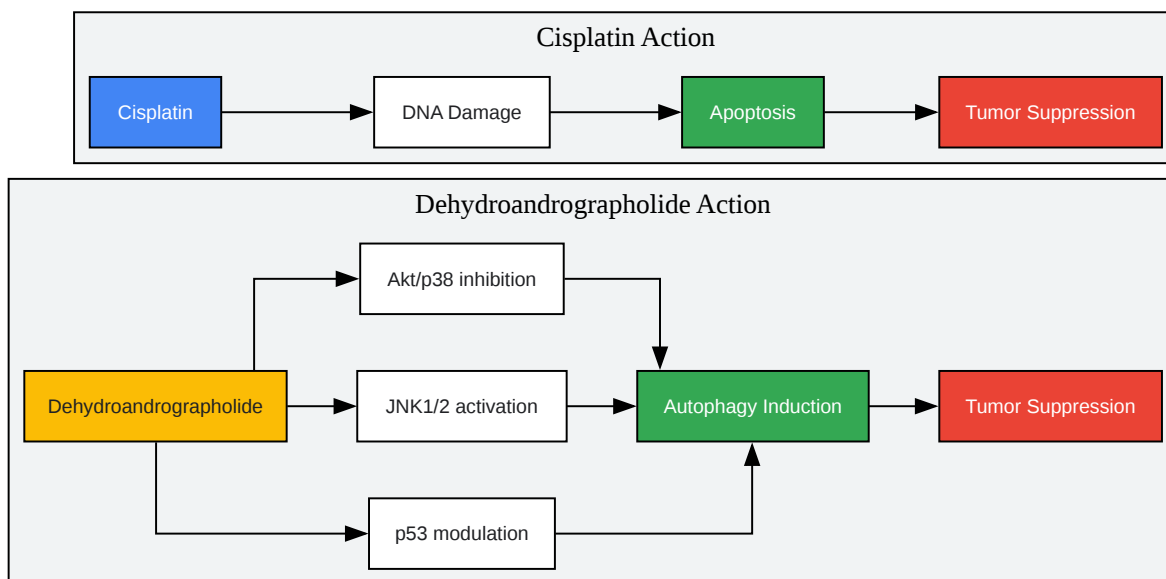 Cisplatin Action
Cisplatin
DNA Damage
Apoptosis
Tumor Suppression
Dehydroandrographolide Action
Akt/p38 inhibition
Dehydroandrographolide
JNK1/2 activation
Autophagy Induction
Tumor Suppression
p53 modulation